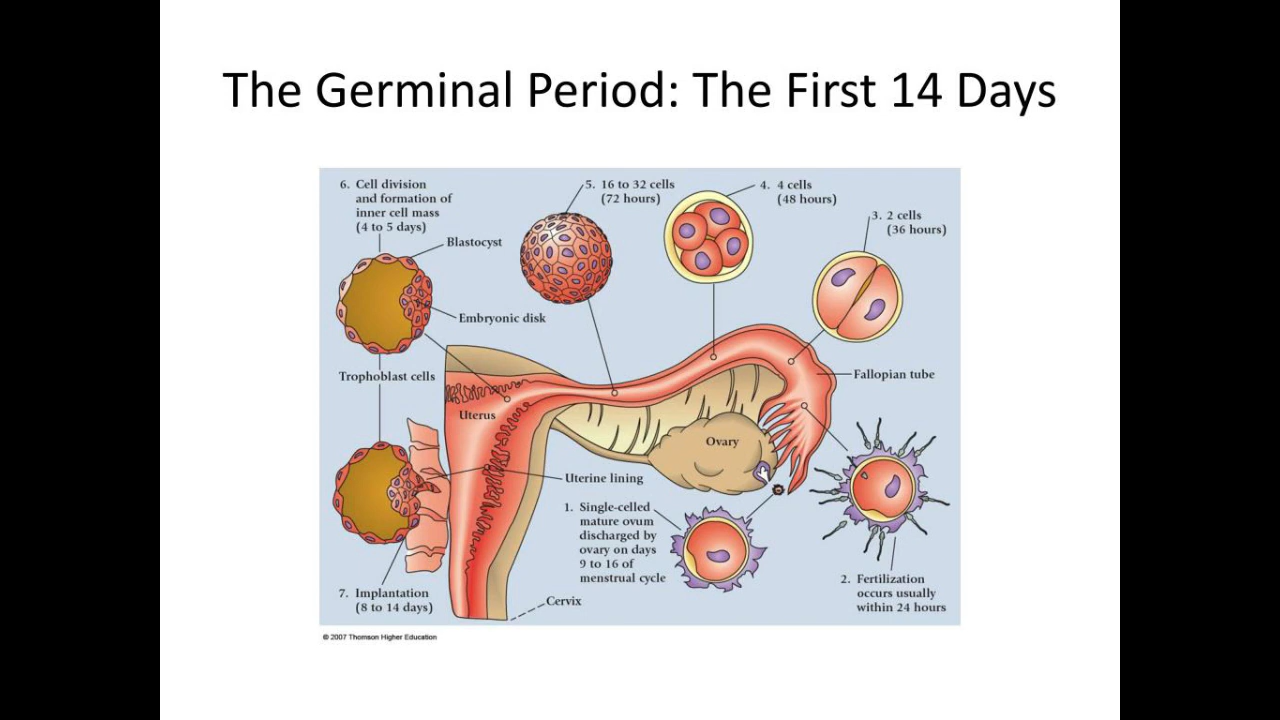 The Germinal Period: The First 14 Days
6. Cell division
and formation of
inner cell mass
(4 to 5 days)
Blastocyst
Embryonic disk
Trophoblast cells
5. 16 to 32 cells
(72 hours)
4. 4 cells
(48 hours)
3. 2 cells
(36 hours)
Fallopian tube
Uterus
Ovary
Uterine lining
1. Single-celled
mature ovum
discharged by
ovary on days
9 to 16 of
menstrual cycle
2. Fertilization
occurs usually
within 24 hours
7. Implantation
(8 to 14 days)
Cervix
© 2007 Thomson Higher Education